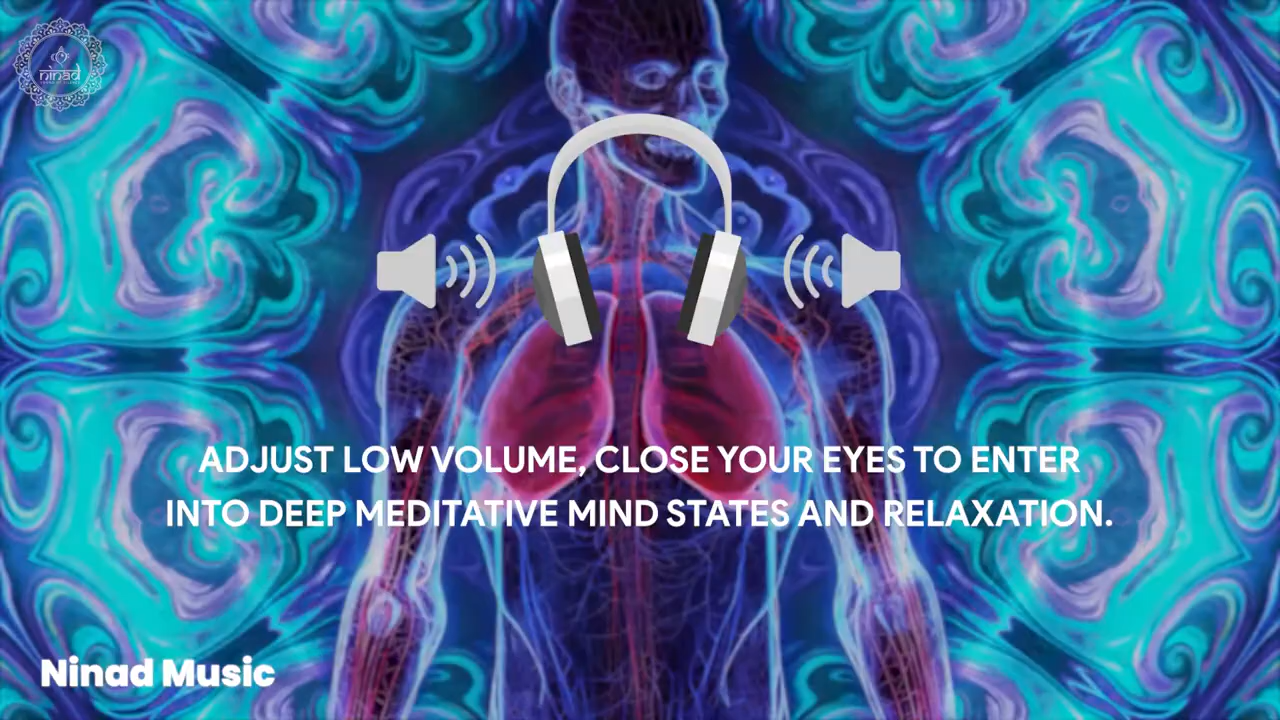 ninad
ADJUST LOW VOLUME, CLOSE YOUR EYES TO ENTER
INTO DEEP MEDITATIVE MIND STATES AND RELAXATION.
Ninad Music